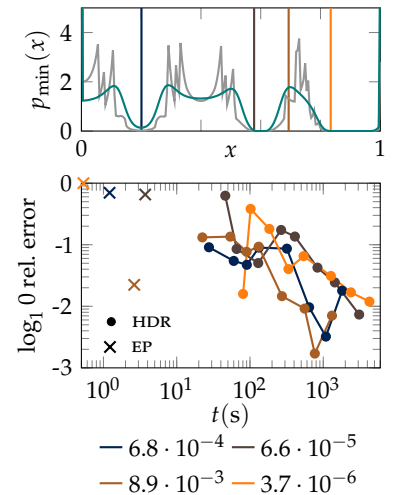 4
2
0
p_min(x)
0 x 1
0
-1
-2
-3
log_1 0 rel. error
HDR
EP
10^0 10^1 10^2 10^3
t(s)
6.8 · 10^-4 6.6 · 10^-5
8.9 · 10^-3 3.7 · 10^-6